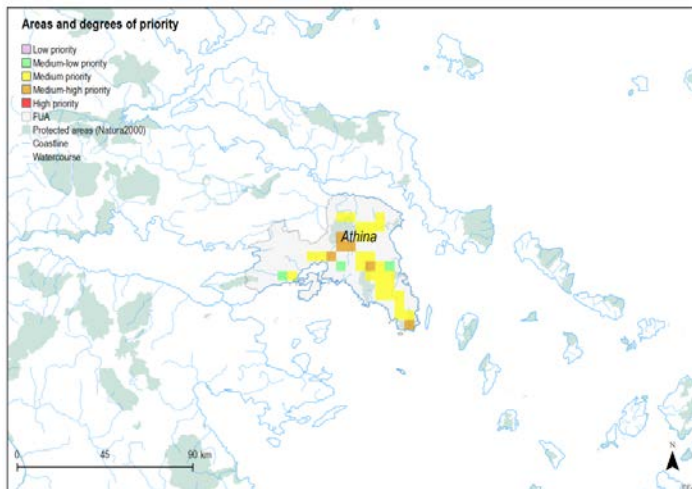 Areas and degrees of priority
Low priority
Medium-low priority
Medium priority
Medium-high priority
High priority
FUA
Protected areas (Natura2000)
Coastline
Watercourse
Athina
0 45 90 km
N